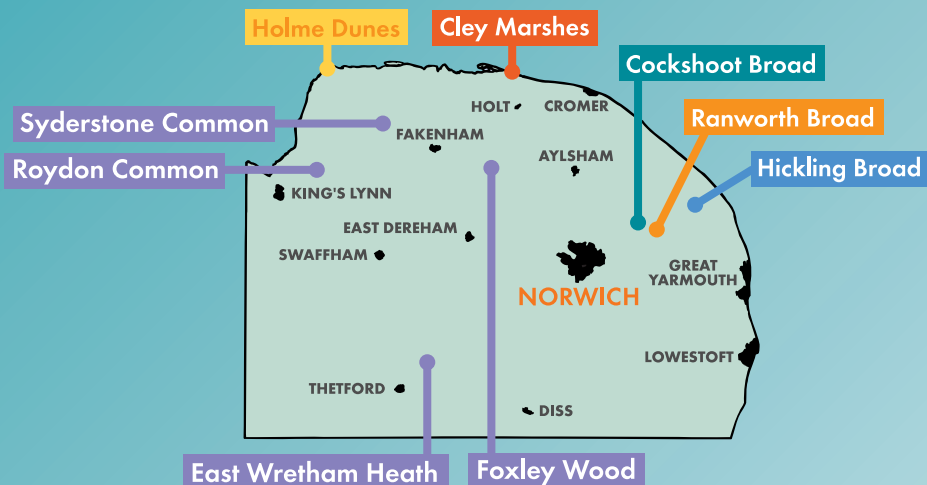 Holme Dunes
Cley Marshes
Cockshoot Broad
HOLT
CROMER
Syderstone Common
Ranworth Broad
FAKENHAM
AYLSHAM
Roydon Common
Hickling Broad
KING'S LYNN
EAST DEREHAM
SWAFFHAM
GREAT
YARMOUTH
NORWICH
LOWESTOFT
THETFORD
DISS
East Wretham Heath
Foxley Wood